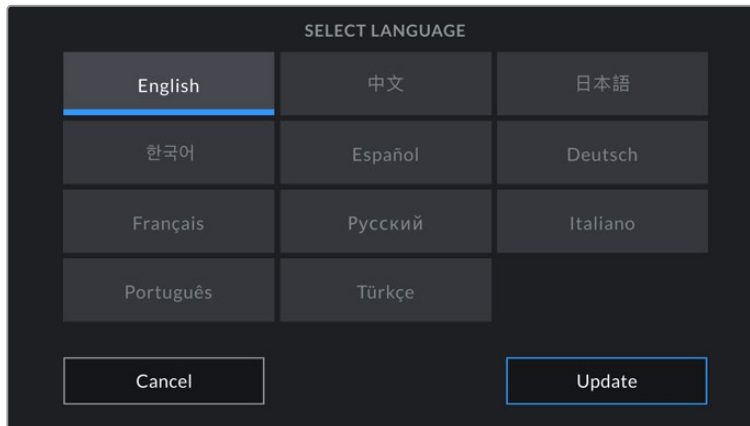 SELECT LANGUAGE
English
中文
日本語
한국어
Español
Deutsch
Français
Русский
Italiano
Português
Türkçe
Cancel
Update